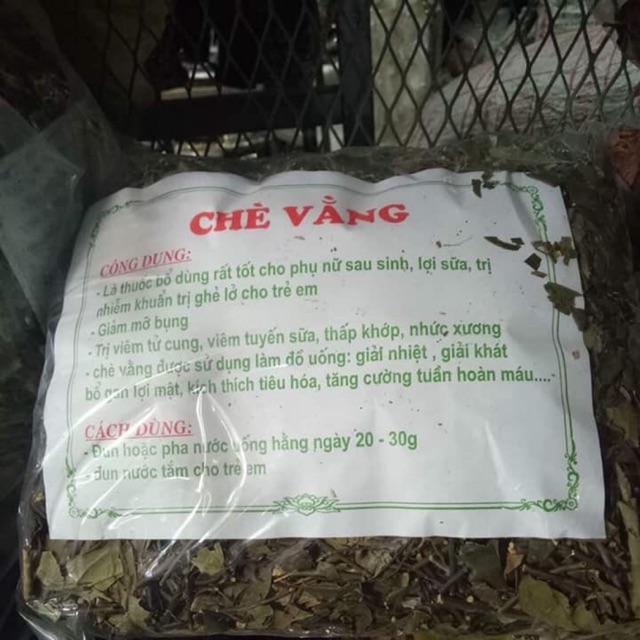 CHÈ VẰNG
CÔNG DỤNG:
- Là thuốc bổ dùng rất tốt cho phụ nữ sau sinh, lợi sữa, trị
nhiễm khuẩn trị ghẻ lở cho trẻ em
- Giảm mỡ bụng
- Trị viêm tử cung, viêm tuyến sữa, thấp khớp, nhức xương
- chè vằng được sử dụng làm đồ uống: giải nhiệt , giải khát
bổ gan lợi mật, kích thích tiêu hóa, tăng cường tuần hoàn máu....
CÁCH DÙNG:
- Đun hoặc pha nước uống hằng ngày 20 - 30g
- đun nước tắm cho trẻ em